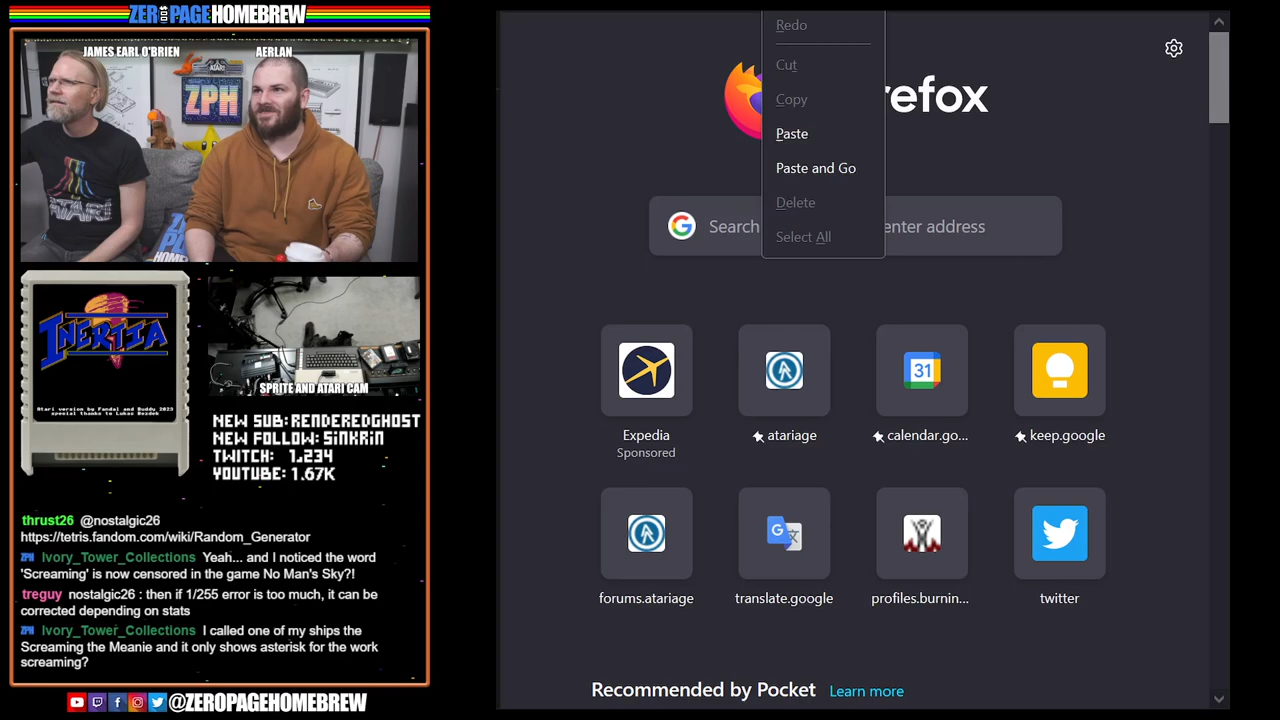 ZEROPAGE HOMEBREW
JAMES EARL O'BRIEN
AERLAN
ATARI
ZPH
ATARI
INERTIA
Atari version by Fandal and Buddy 2023
special thanks to Lukas Bezdek
SPRITE AND ATARI CAM
NEW SUB:RENDEREDGHOST
NEW FOLLOW:SINKRIN
TWITCH: 1,234
YOUTUBE: 1.67K
thrust26 @nostalgic26
https://tetris.fandom.com/wiki/Random_Generator
ZPH Ivory_Tower_Collections Yeah... and I noticed the word
'Screaming' is now censored in the game No Man's Sky?!
treguy nostalgic26 : then if 1/255 error is too much, it can be
corrected depending on stats
ZPH Ivory_Tower_Collections I called one of my ships the
Screaming the Meanie and it only shows asterisk for the work
screaming?
@ZEROPAGEHOMEBREW
Redo
Cut
Copy
Paste
Paste and Go
Delete
Select All
refox
Search
enter address
31
Expedia
Sponsored
atariage
calendar.go...
keep.google
forums.atariage
translate.google
profiles.burnin...
twitter
Recommended by Pocket Learn more